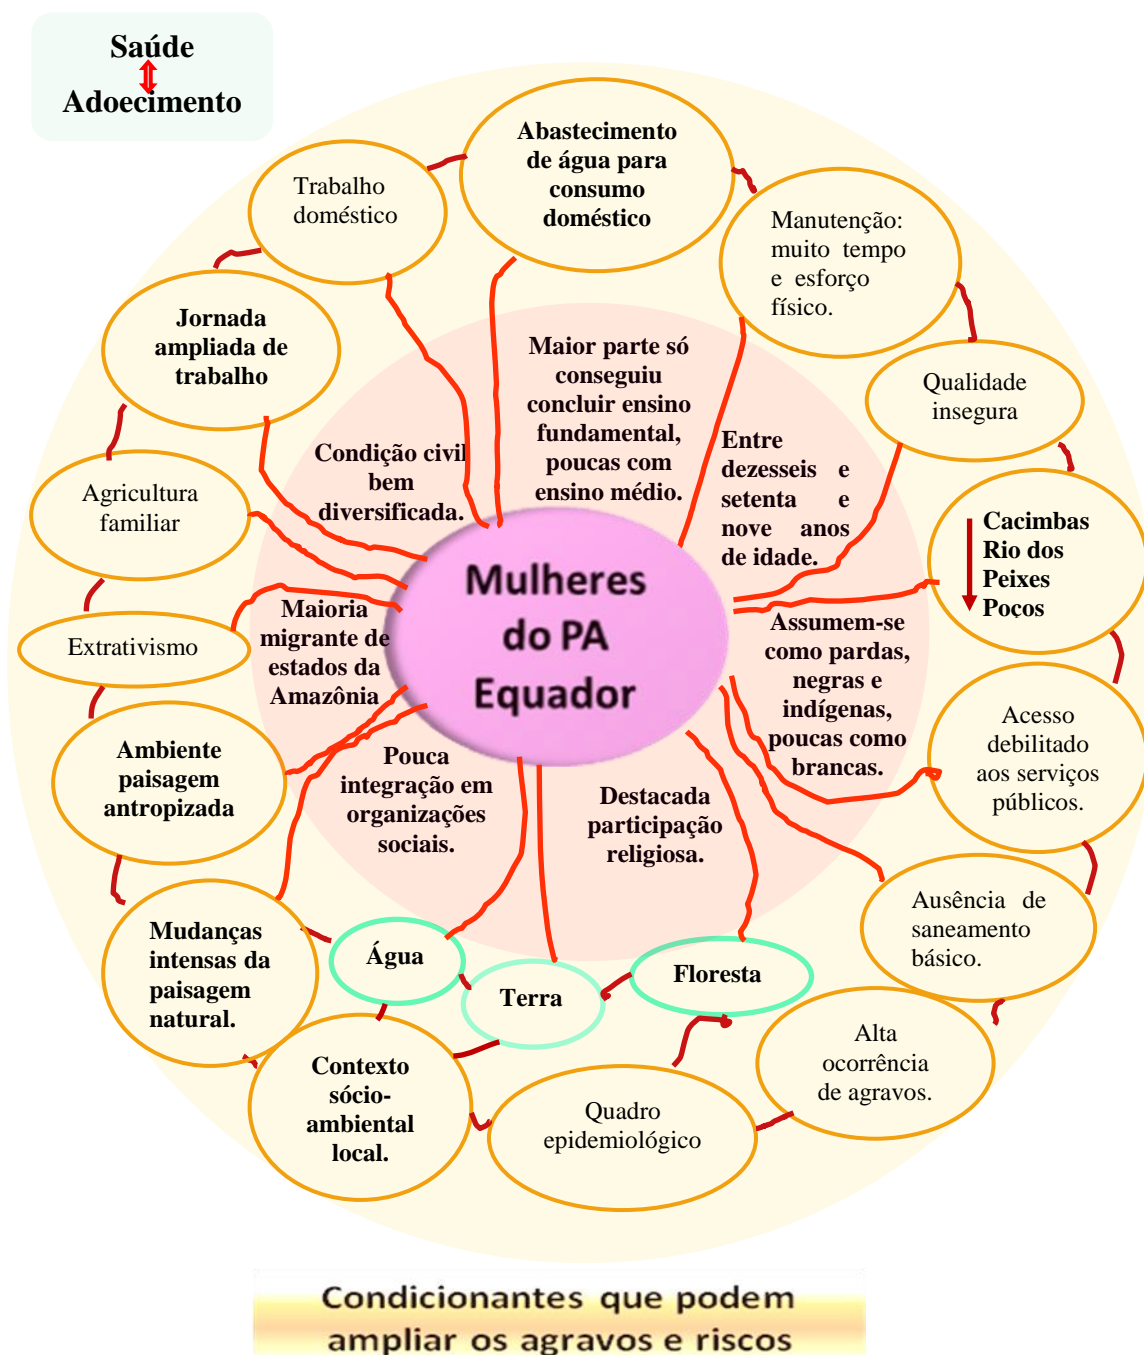 Saúde
Adoecimento
Abastecimento
de água para
consumo
doméstico
Trabalho
doméstico
Manutenção:
muito tempo
e esforço
físico.
Jornada
ampliada de
trabalho
Qualidade
insegura
Agricultura
familiar
Cacimbas
Rio dos
Peixes
Poços
Extrativismo
Acesso
debilitado
aos serviços
públicos.
Ambiente
paisagem
antropizada
Ausência de
saneamento
básico.
Mudanças
intensas da
paisagem
natural.
Água
Terra
Floresta
Alta
ocorrência
de agravos.
Contexto
sócio-
ambiental
local.
Quadro
epidemiológico
Maior parte só
conseguiu
concluir ensino
fundamental,
poucas com
ensino médio.
Condição civil
bem
diversificada.
Entre
dezesseis e
setenta e
nove anos
de idade.
Maioria
migrante de
estados da
Amazônia
Assumem-se
como pardas,
negras e
indígenas,
poucas como
brancas.
Pouca
integração em
organizações
sociais.
Destacada
participação
religiosa.
Mulheres
do PA
Equador
Condicionantes que podem
ampliar os agravos e riscos